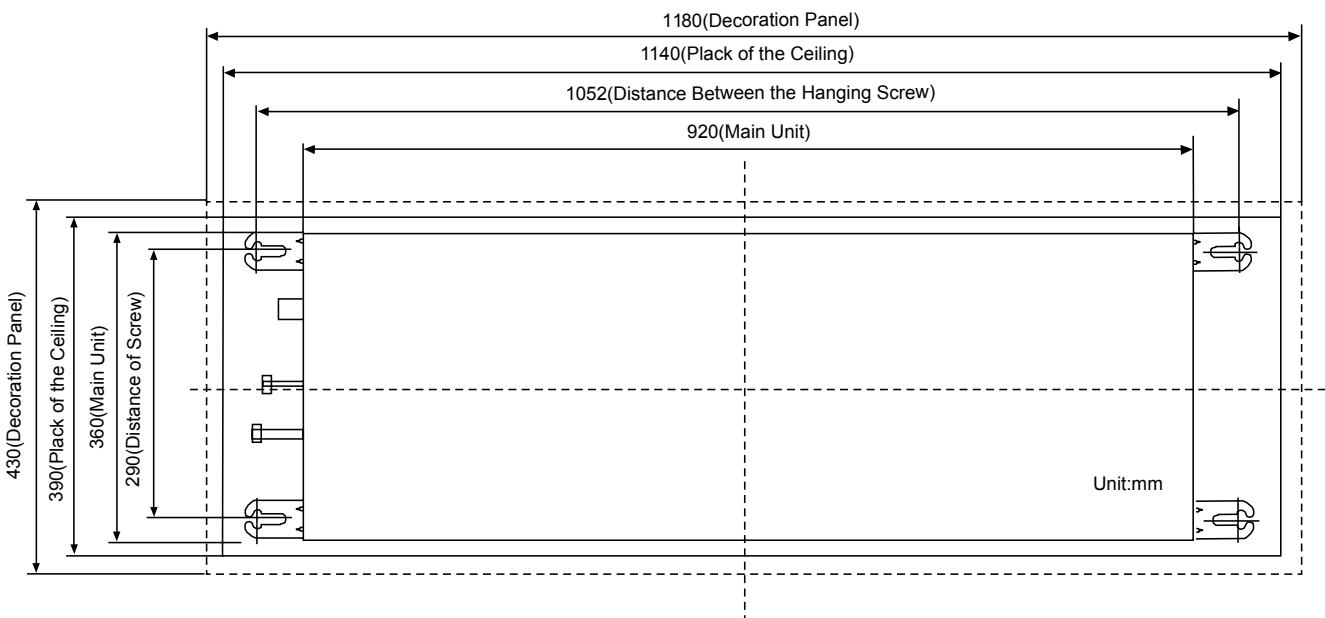 1180(Decoration Panel)
1140(Plack of the Ceiling)
1052(Distance Between the Hanging Screw)
920(Main Unit)
430(Decoration Panel)
390(Plack of the Ceiling)
360(Main Unit)
290(Distance of Screw)
Unit:mm